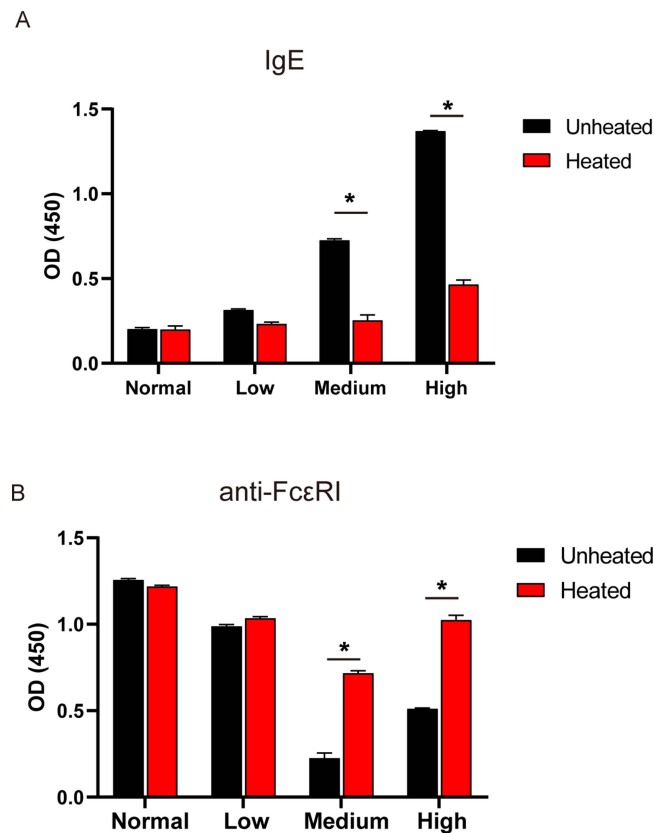 A
IgE
1.5
1.0
0.5
0.0
OD (450)
*
*
Unheated
Heated
Normal Low Medium High
B
anti-FcεRI
1.5
1.0
0.5
0.0
OD (450)
*
*
Unheated
Heated
Normal Low Medium High